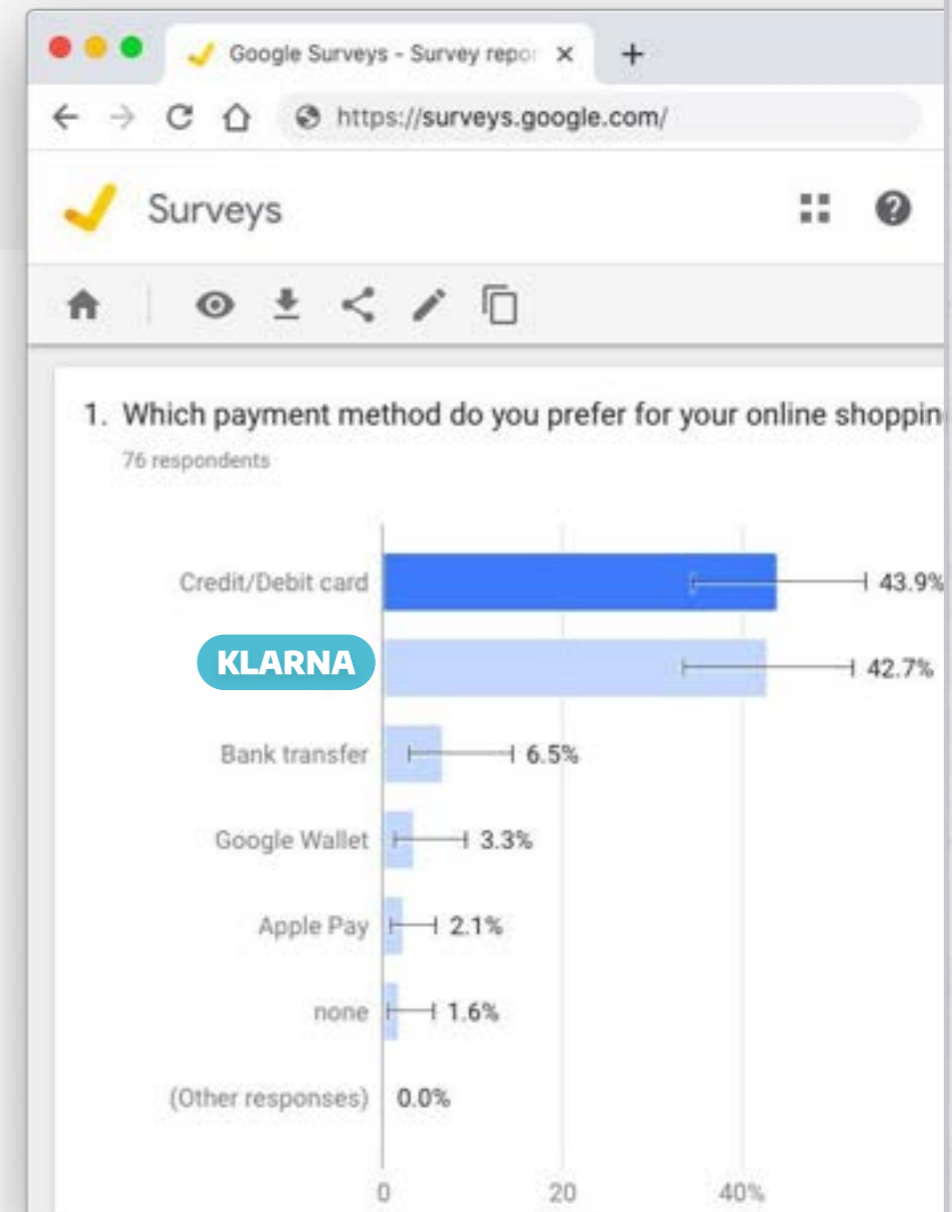 Google Surveys - Survey repor
https://surveys.google.com/
Surveys
1. Which payment method do you prefer for your online shoppin
76 respondents
Credit/Debit card 43.9%
KLARNA 42.7%
Bank transfer 6.5%
Google Wallet 3.3%
Apple Pay 2.1%
none 1.6%
(Other responses) 0.0%
0 20 40%